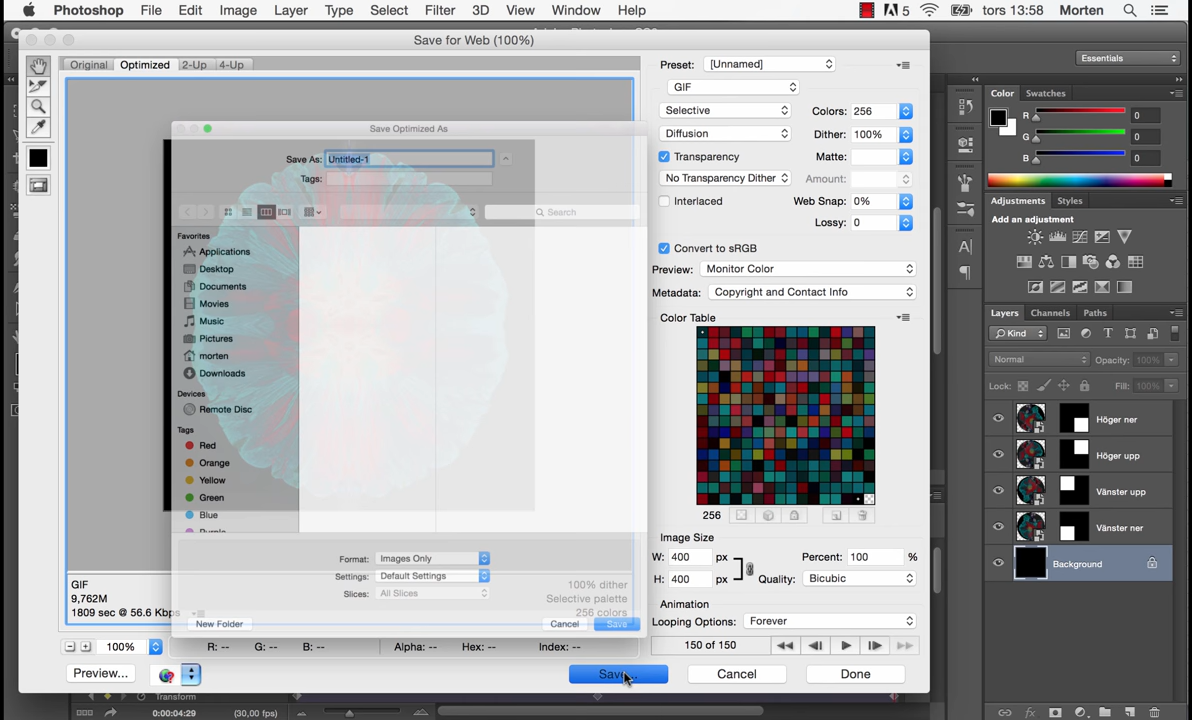 Photoshop File Edit Image Layer Type Select Filter 3D View Window Help 5 tors 13:58 Morten
Save for Web (100%)
Original Optimized 2-Up 4-Up
Preset: [Unnamed]
GIF
Selective Colors: 256
Diffusion Dither: 100%
Transparency Matte:
No Transparency Dither Amount:
Interlaced Web Snap: 0%
Lossy: 0
Convert to sRGB
Preview: Monitor Color
Metadata: Copyright and Contact Info
Color Table
256
Image Size
W: 400 px Percent: 100 %
H: 400 px Quality: Bicubic
Animation
Looping Options: Forever
150 of 150
Save Optimized As
Save As: Untitled-1
Tags:
Search
Favorites
Applications
Desktop
Documents
Movies
Music
Pictures
morten
Downloads
Devices
Remote Disc
Tags
Red
Orange
Yellow
Green
Blue
Purple
Format: Images Only
Settings: Default Settings
Slices: All Slices
New Folder Cancel Save
GIF
9,762M
1809 sec @ 56.6 Kbps
100% dither
Selective palette
256 colors
100% R: -- G: -- B: -- Alpha: -- Hex: -- Index: --
Preview... Save... Cancel Done
Transform
0:00:04:29 (30,00 fps)
Essentials
Color Swatches
R 0
G 0
B 0
Adjustments Styles
Add an adjustment
Layers Channels Paths
Kind
Normal Opacity: 100%
Lock: Fill: 100%
Höger ner
Höger upp
Vänster upp
Vänster ner
Background